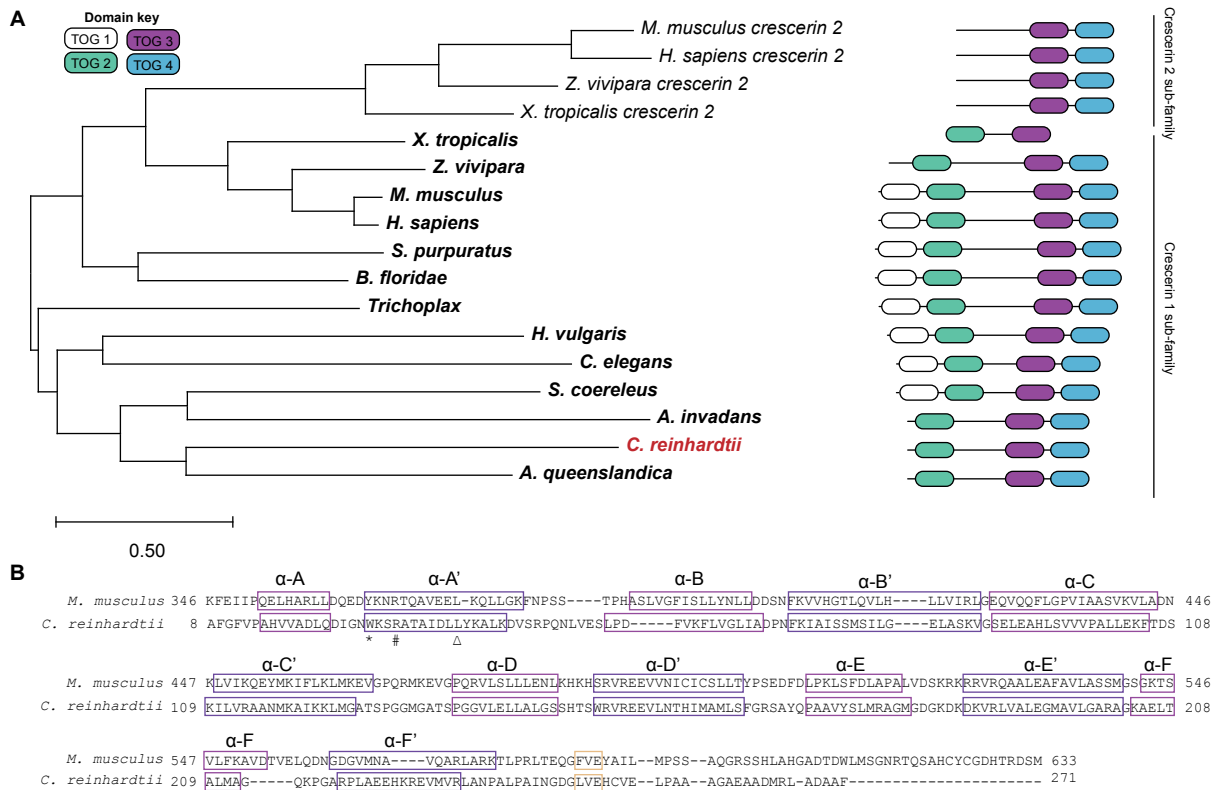 A
Domain key
TOG 1
TOG 3
TOG 2
TOG 4
M. musculus crescerin 2
H. sapiens crescerin 2
Z. vivipara crescerin 2
X. tropicalis crescerin 2
X. tropicalis
Z. vivipara
M. musculus
H. sapiens
S. purpuratus
B. floridae
Trichoplax
H. vulgaris
C. elegans
S. coereleus
A. invadans
C. reinhardtii
A. queenslandica
Crescerin 2 sub-family
Crescerin 1 sub-family
0.50
B
α-A α-A’ α-B α-B’ α-C
M. musculus 346 KFEIIPQELHARLLDQEDYKNRTQAVEEL-KQLLGKFNPSS----TPHASLVGFISLLYNLLDDSNFKVVHGTLQVLH----LLVIRLGEQVQQFLGPVIAASVKVLADN 446
C. reinhardtii 8 AFGFVPAHVVADLQDIGNWKSRATAIDLLYKALKDVSRPQNLVESLPD-----FVKFLVGLIADPNFKIAISSMSILG----ELASKVGSELEAHLSVVVPALLEKFTDS 108
* # △
α-C’ α-D α-D’ α-E α-E’ α-F
M. musculus 447 KLVIKQEYMKIFLKLMKEVGPQRMKEVGPQRVLSLLLENLKHKHSRVREEVVNICICSLLTYPSEDFDLPKLSFDLAPALVDSKRKRRVRQAALEAFAVLASSMGSGKTS 546
C. reinhardtii 109 KILVRAANMKAIKKLMGATSPGGMGATSPGGVLELLALGSSHTSWRVREEVLNTHIMAMLSFGRSAYQPAAVYSLMRAGMGDGKDKDKVRLVALEGMAVLGARAGKAELT 208
α-F α-F’
M. musculus 547 VLFKAVDTVELQDNGDGVMNA----VQARLARKTLPRLTEQGFVEYAIL--MPSS--AQGRSSHLAHGADTDWLMSGNRTQSAHCYCGDHTRDSM 633
C. reinhardtii 209 ALMAG-----QKPGARPLAEEHKREVMVRLANPALPAINGDGLVEHCVE-LPAA--AGAEAADMRL-ADAAF------------------- 271